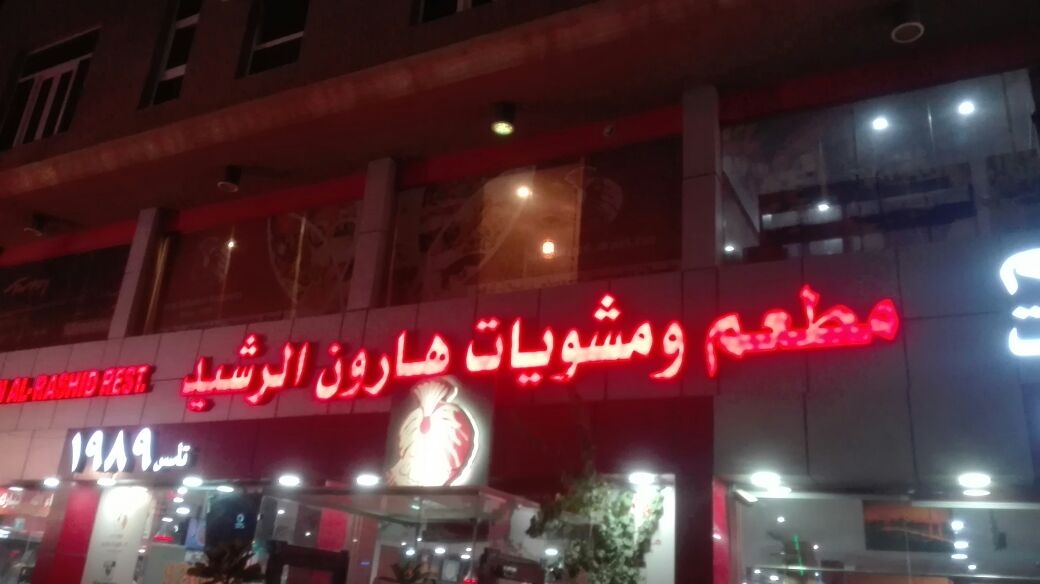 مطعم ومشويات هارون الرشيد
AL-RASHID REST.
تأسس ١٩٨٩